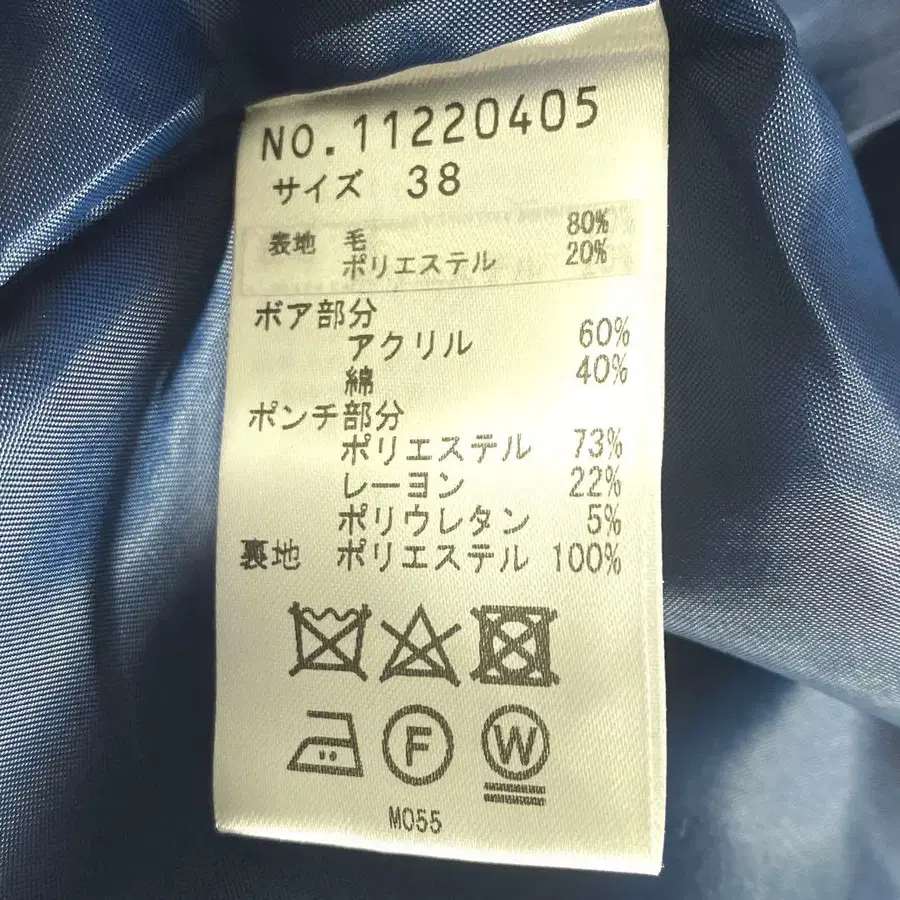 NO.11220405
サイズ 38
表地 毛 80%
ポリエステル 20%
ボア部分
アクリル 60%
綿 40%
ポンチ部分
ポリエステル 73%
レーヨン 22%
ポリウレタン 5%
裏地 ポリエステル 100%
F W
M055